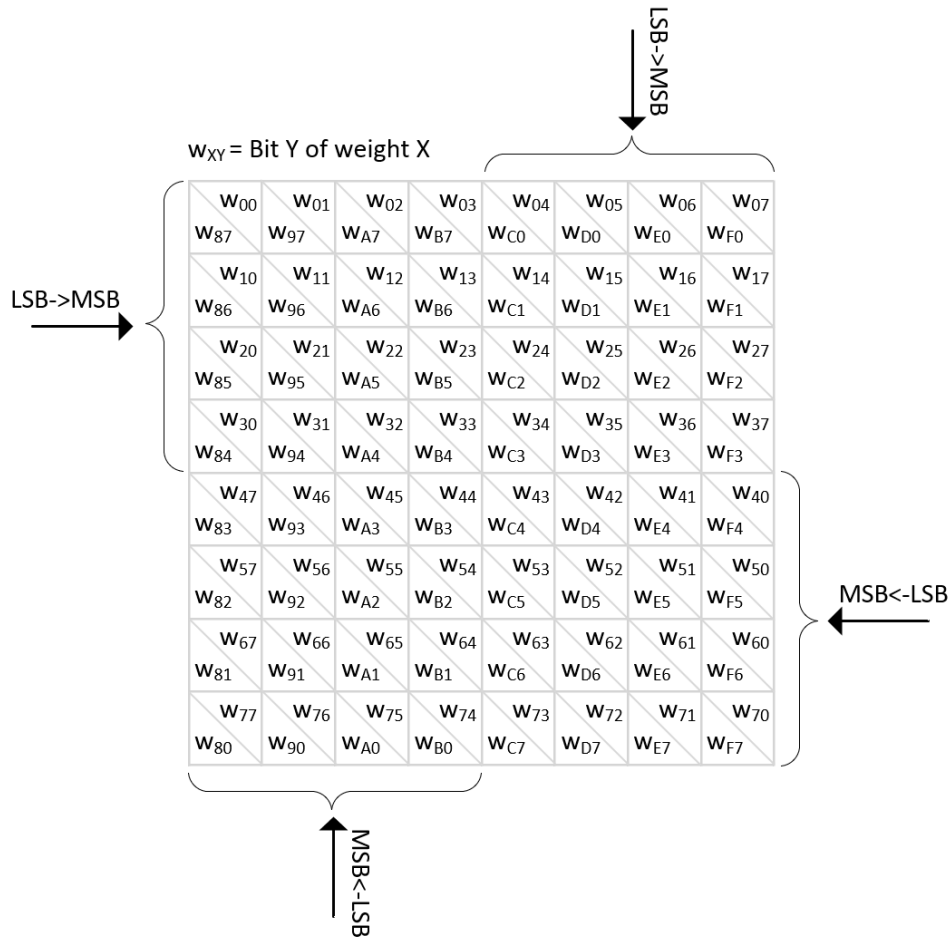 LSB->MSB
w_XY = Bit Y of weight X
w00 w01 w02 w03 w04 w05 w06 w07
w87 w97 wA7 wB7 wC0 wD0 wE0 wF0
w10 w11 w12 w13 w14 w15 w16 w17
w86 w96 wA6 wB6 wC1 wD1 wE1 wF1
LSB->MSB
w20 w21 w22 w23 w24 w25 w26 w27
w85 w95 wA5 wB5 wC2 wD2 wE2 wF2
w30 w31 w32 w33 w34 w35 w36 w37
w84 w94 wA4 wB4 wC3 wD3 wE3 wF3
w47 w46 w45 w44 w43 w42 w41 w40
w83 w93 wA3 wB3 wC4 wD4 wE4 wF4
w57 w56 w55 w54 w53 w52 w51 w50
w82 w92 wA2 wB2 wC5 wD5 wE5 wF5
MSB<-LSB
w67 w66 w65 w64 w63 w62 w61 w60
w81 w91 wA1 wB1 wC6 wD6 wE6 wF6
w77 w76 w75 w74 w73 w72 w71 w70
w80 w90 wA0 wB0 wC7 wD7 wE7 wF7
MSB<-LSB